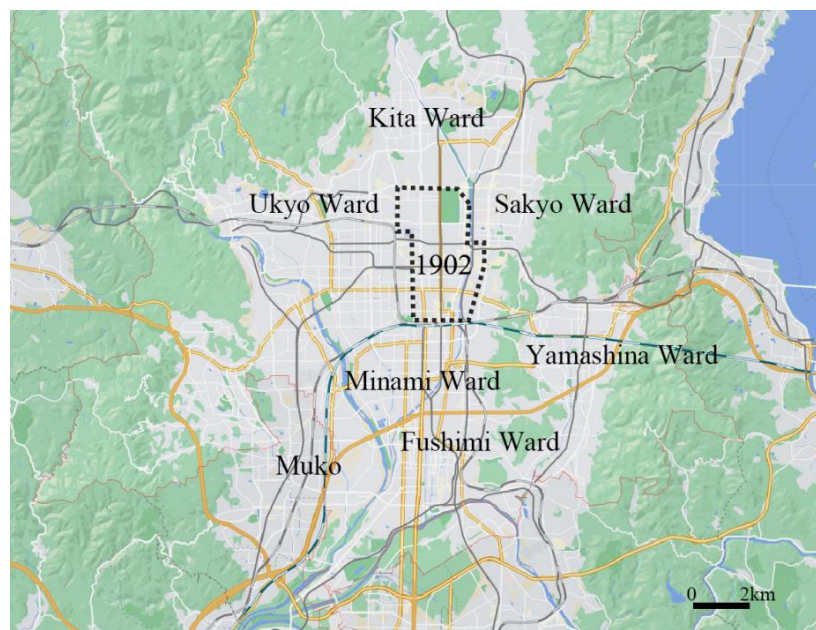 Kita Ward
Ukyo Ward
Sakyo Ward
1902
Yamashina Ward
Minami Ward
Fushimi Ward
Muko
0 2km